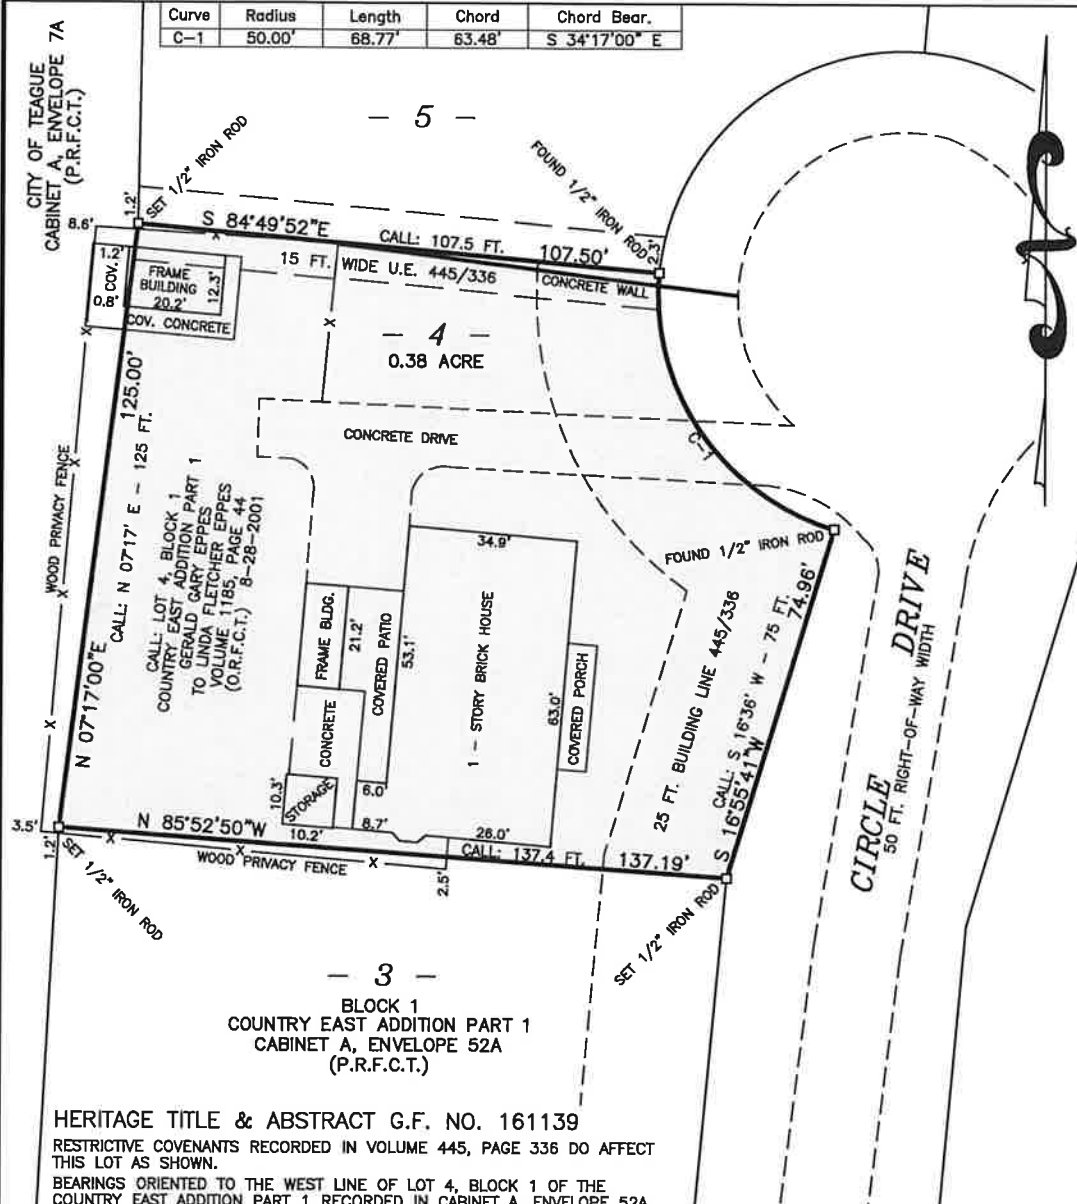 Curve Radius Length Chord Chord Bear.
C-1 50.00' 68.77' 63.48' S 34°17'00" E
CITY OF TEAGUE
CABINET A, ENVELOPE 7A
(P.R.F.C.T.)
- 5 -
SET 1/2" IRON ROD
FOUND 1/2" IRON ROD
1.2'
8.6'
2.3'
S 84°49'52"E
CALL: 107.5 FT.
107.50'
15 FT.
WIDE U.E. 445/336
CONCRETE WALL
1.2'
COV.
0.8'
FRAME
BUILDING
20.2'
12.3'
COV. CONCRETE
- 4 -
0.38 ACRE
CONCRETE DRIVE
C-1
125.00'
N 07°17'00"E
CALL: N 07°17' E - 125 FT.
WOOD PRIVACY FENCE
CALL: LOT 4, BLOCK 1
COUNTRY EAST ADDITION PART 1
GERALD GARY EPPES
TO LINDA FLETCHER EPPES
VOLUME 1185, PAGE 44
(O.R.F.C.T.) 8-28-2001
34.9'
FOUND 1/2" IRON ROD
FRAME BLDG.
21.2'
COVERED PATIO
53.1'
1 - STORY BRICK HOUSE
63.0'
COVERED PORCH
CONCRETE
10.3'
STORAGE
10.2'
6.0'
8.7'
26.0'
25 FT. BUILDING LINE 445/336
CALL: S 16°36' W - 75 FT.
S 16°55'41"W
74.96'
CIRCLE DRIVE
50 FT. RIGHT-OF-WAY WIDTH
3.5'
1.2'
N 85°52'50"W
CALL: 137.4 FT.
137.19'
WOOD PRIVACY FENCE
2.5'
SET 1/2" IRON ROD
SET 1/2" IRON ROD
- 3 -
BLOCK 1
COUNTRY EAST ADDITION PART 1
CABINET A, ENVELOPE 52A
(P.R.F.C.T.)
HERITAGE TITLE & ABSTRACT G.F. NO. 161139
RESTRICTIVE COVENANTS RECORDED IN VOLUME 445, PAGE 336 DO AFFECT
THIS LOT AS SHOWN.
BEARINGS ORIENTED TO THE WEST LINE OF LOT 4, BLOCK 1 OF THE
COUNTRY EAST ADDITION PART 1 RECORDED IN CABINET A, ENVELOPE 52A